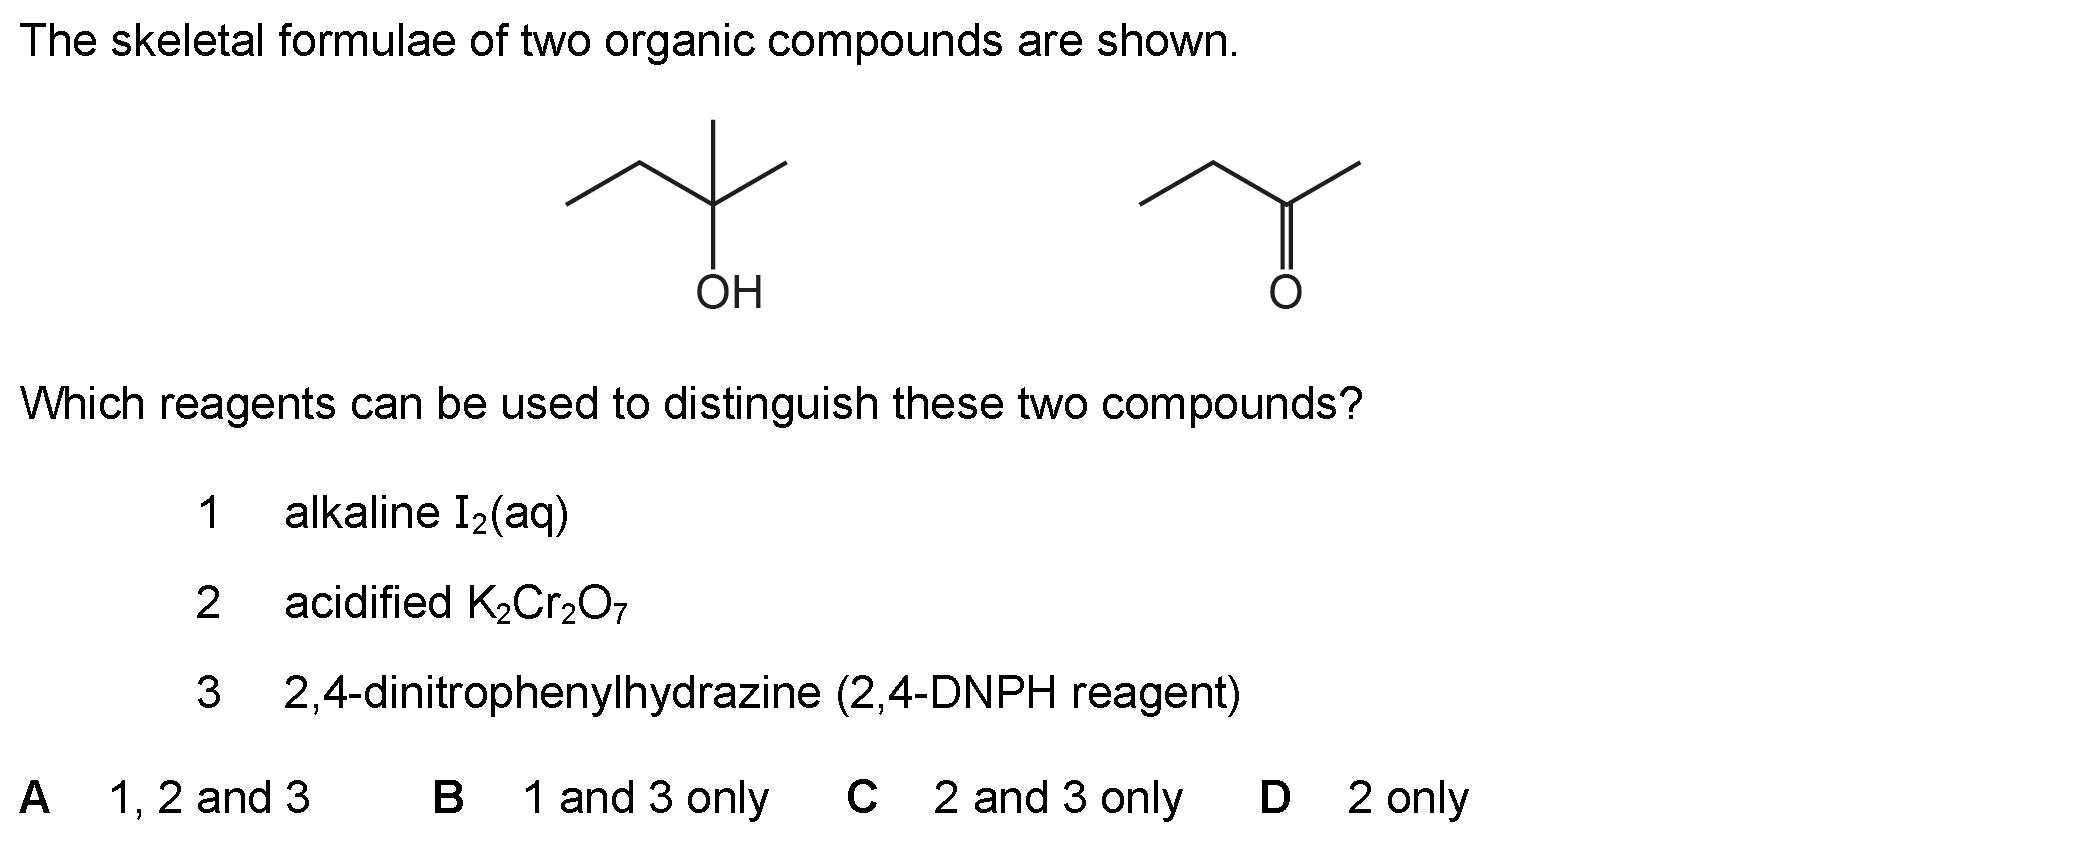 The skeletal formulae of two organic compounds are shown.
OH O
Which reagents can be used to distinguish these two compounds?
1 alkaline I₂(aq)
2 acidified K₂Cr₂O₇
3 2,4-dinitrophenylhydrazine (2,4-DNPH reagent)
A 1, 2 and 3 B 1 and 3 only C 2 and 3 only D 2 only